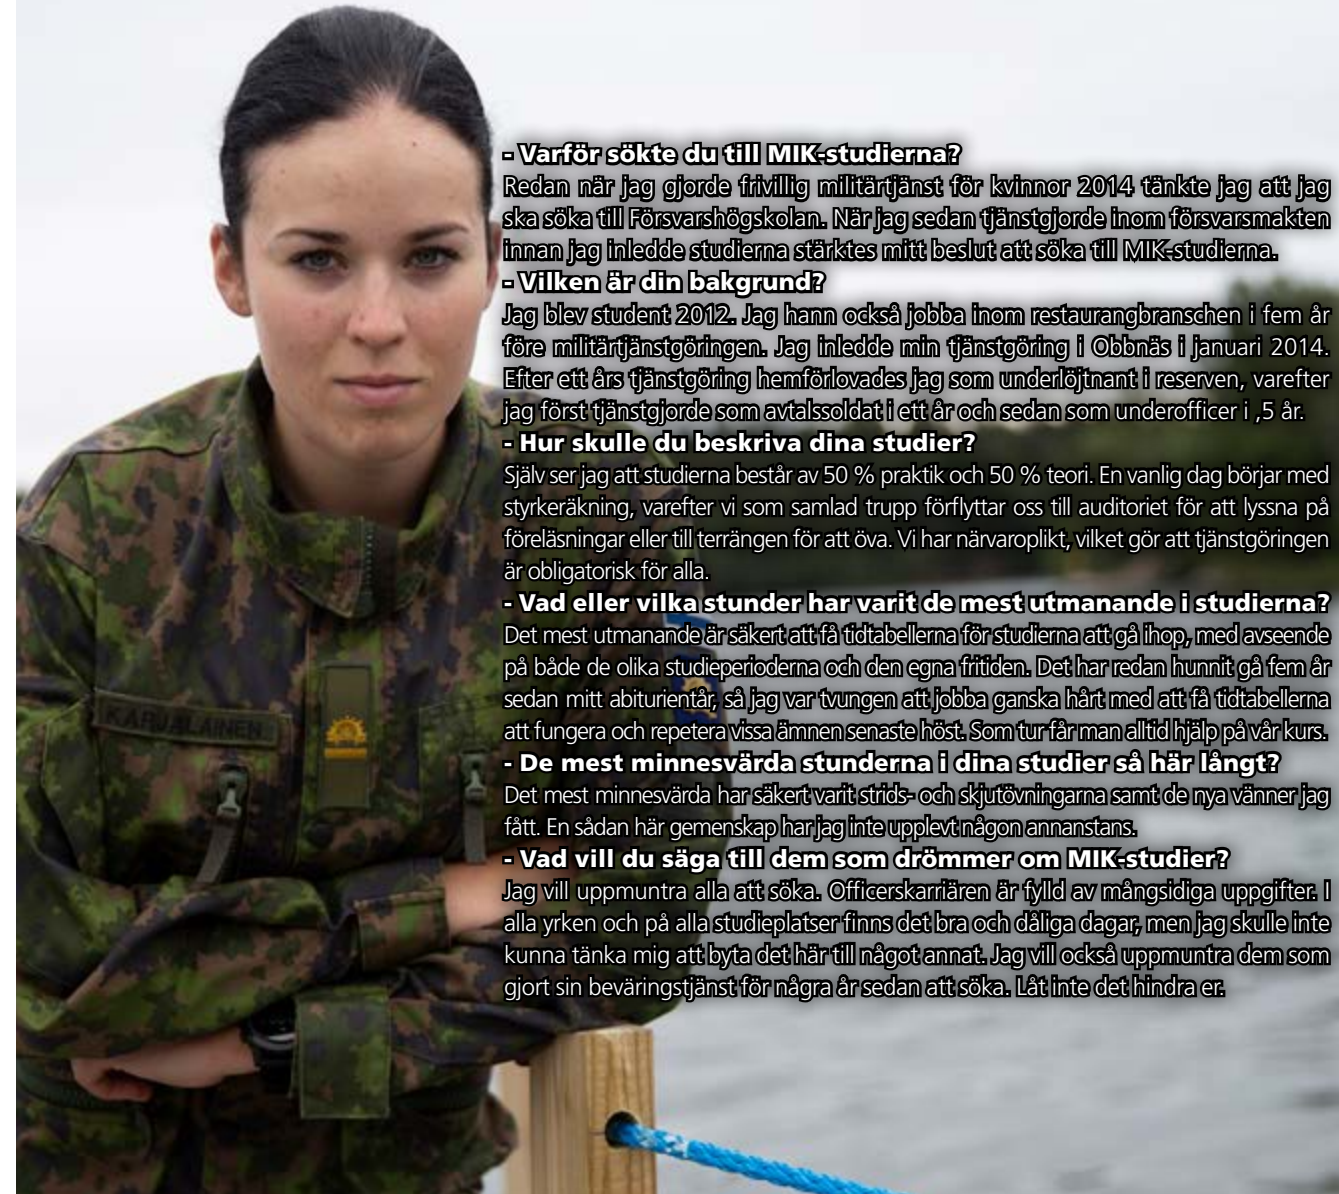 - Varför sökte du till MIK-studierna?
Redan när jag gjorde frivillig militärtjänst för kvinnor 2014 tänkte jag att jag
ska söka till Försvarshögskolan. När jag sedan tjänstgjorde inom försvarsmakten
innan jag inledde studierna stärktes mitt beslut att söka till MIK-studierna.
- Vilken är din bakgrund?
Jag blev student 2012. Jag hann också jobba inom restaurangbranschen i fem år
före militärtjänstgöringen. Jag inledde min tjänstgöring i Obbnäs i januari 2014.
Efter ett års tjänstgöring hemförlovades jag som underlöjtnant i reserven, varefter
jag först tjänstgjorde som avtalssoldat i ett år och sedan som underofficer i ,5 år.
- Hur skulle du beskriva dina studier?
Själv ser jag att studierna består av 50 % praktik och 50 % teori. En vanlig dag börjar med
styrkeräkning, varefter vi som samlad trupp förflyttar oss till auditoriet för att lyssna på
föreläsningar eller till terrängen för att öva. Vi har närvaroplikt, vilket gör att tjänstgöringen
är obligatorisk för alla.
- Vad eller vilka stunder har varit de mest utmanande i studierna?
Det mest utmanande är säkert att få tidtabellerna för studierna att gå ihop, med avseende
på både de olika studieperioderna och den egna fritiden. Det har redan hunnit gå fem år
sedan mitt abiturientår, så jag var tvungen att jobba ganska hårt med att få tidtabellerna
att fungera och repetera vissa ämnen senaste höst. Som tur får man alltid hjälp på vår kurs.
- De mest minnesvärda stunderna i dina studier så här långt?
Det mest minnesvärda har säkert varit strids- och skjutövningarna samt de nya vänner jag
fått. En sådan här gemenskap har jag inte upplevt någon annanstans.
- Vad vill du säga till dem som drömmer om MIK-studier?
Jag vill uppmuntra alla att söka. Officerskarriären är fylld av mångsidiga uppgifter. I
alla yrken och på alla studieplatser finns det bra och dåliga dagar, men jag skulle inte
kunna tänka mig att byta det här till något annat. Jag vill också uppmuntra dem som
gjort sin beväringstjänst för några år sedan att söka. Låt inte det hindra er.
KARJALAINEN